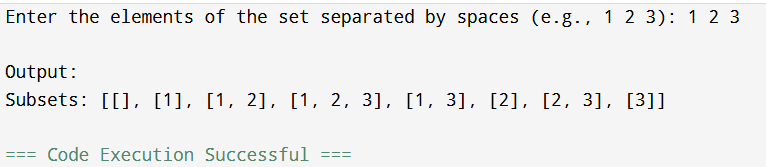 Enter the elements of the set separated by spaces (e.g., 1 2 3): 1 2 3
Output:
Subsets: [[], [1], [1, 2], [1, 2, 3], [1, 3], [2], [2, 3], [3]]
=== Code Execution Successful ===